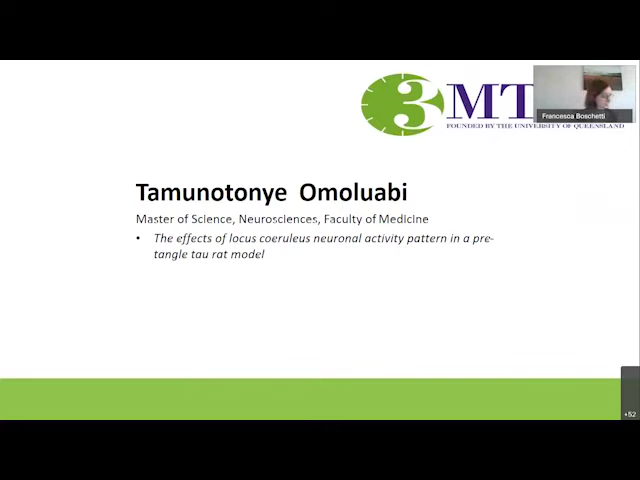 3MT
FOUNDED BY THE UNIVERSITY OF QUEENSLAND
Francesca Boschetti
Tamunotonye Omoluabi
Master of Science, Neurosciences, Faculty of Medicine
• The effects of locus coeruleus neuronal activity pattern in a pre-
tangle tau rat model
+52